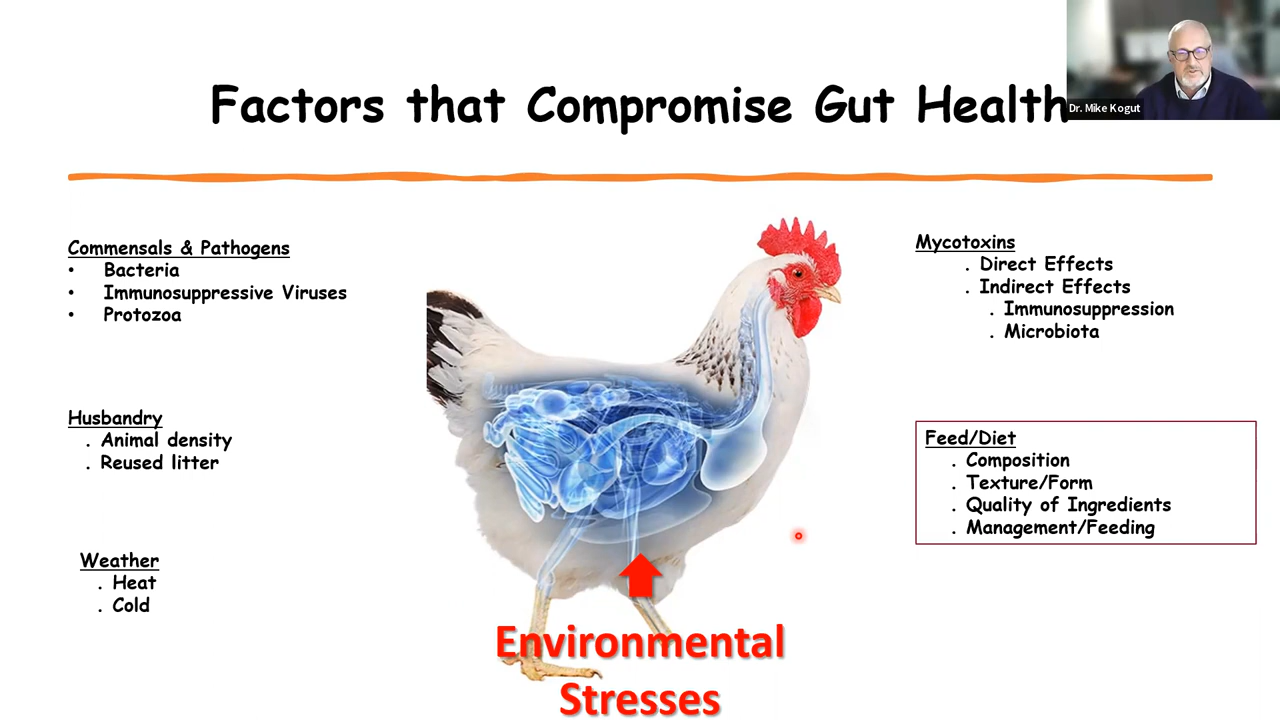 Factors that Compromise Gut Health
Dr. Mike Kogut
Commensals & Pathogens
• Bacteria
• Immunosuppressive Viruses
• Protozoa
Husbandry
. Animal density
. Reused litter
Weather
. Heat
. Cold
Mycotoxins
. Direct Effects
. Indirect Effects
. Immunosuppression
. Microbiota
Feed/Diet
. Composition
. Texture/Form
. Quality of Ingredients
. Management/Feeding
Environmental
Stresses